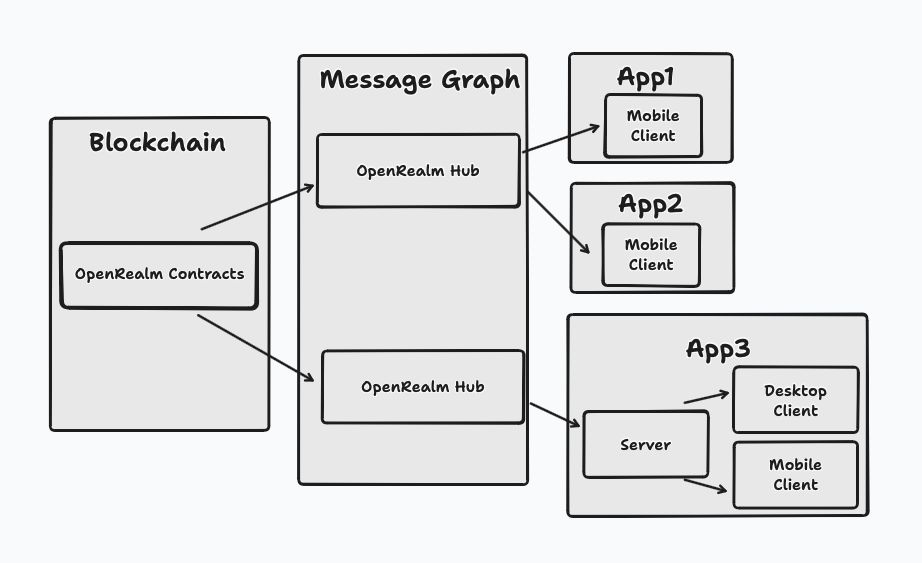 Blockchain
OpenRealm Contracts
Message Graph
OpenRealm Hub
OpenRealm Hub
App1
Mobile
Client
App2
Mobile
Client
App3
Server
Desktop
Client
Mobile
Client